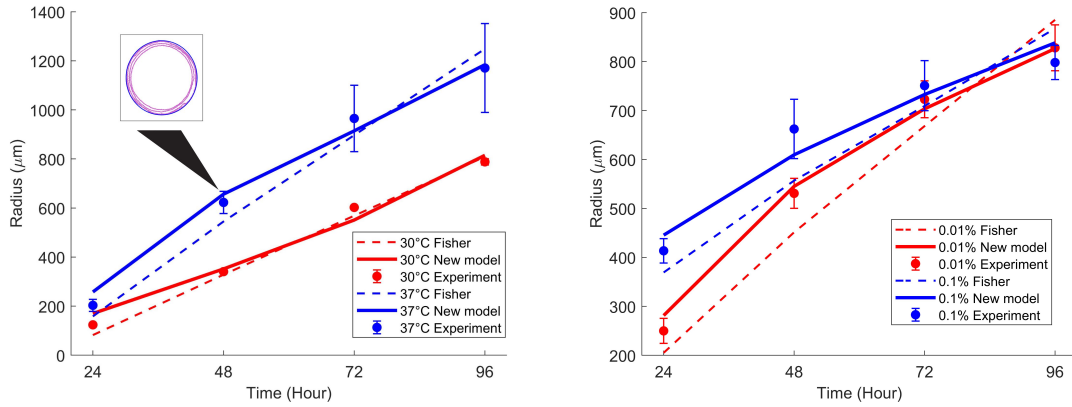 1400
1200
1000
800
600
400
200
0
Radius (μm)
24
48
72
96
Time (Hour)
30°C Fisher
30°C New model
30°C Experiment
37°C Fisher
37°C New model
37°C Experiment
900
800
700
600
500
400
300
200
Radius (μm)
24
48
72
96
Time (Hour)
0.01% Fisher
0.01% New model
0.01% Experiment
0.1% Fisher
0.1% New model
0.1% Experiment